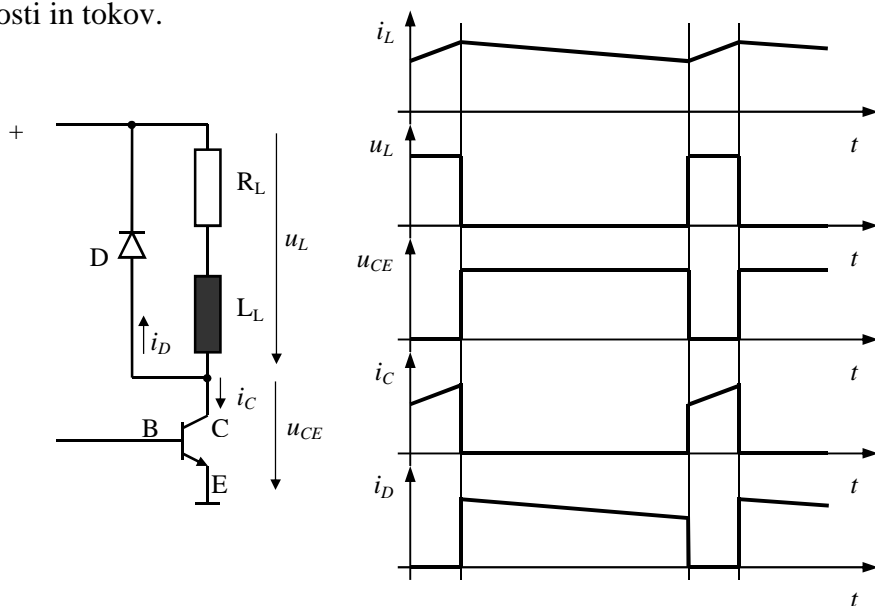 osti in tokov.
+
R_L
u_L
D
L_L
i_D
i_C
B
C
u_CE
E
i_L
t
u_L
t
u_CE
t
i_C
t
i_D
t